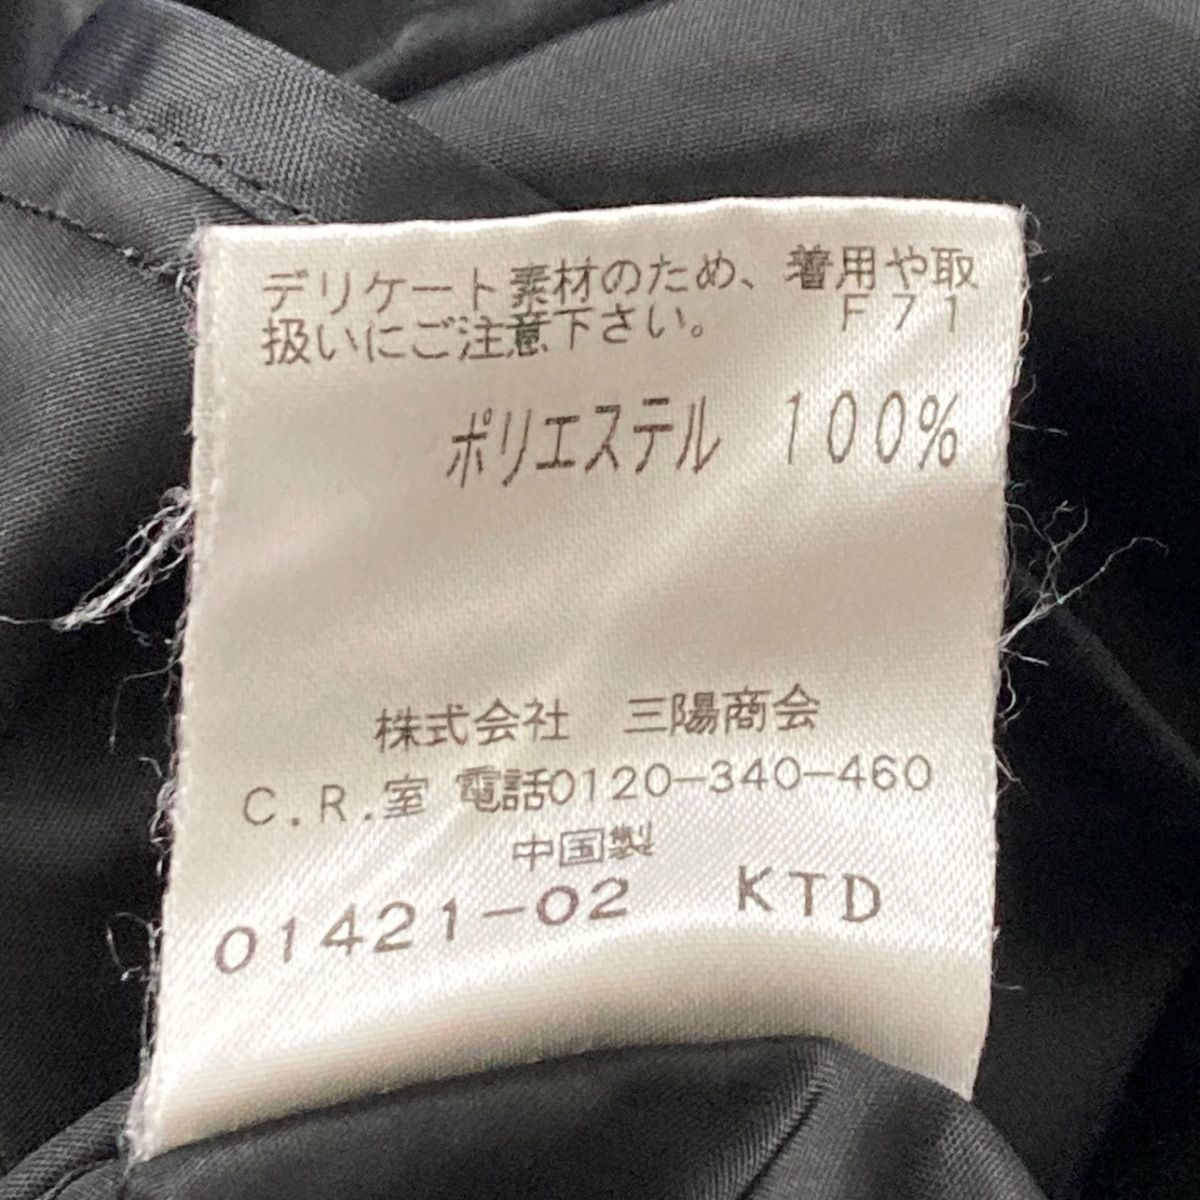 デリケート素材のため、着用や取
扱いにご注意下さい。 F71
ポリエステル 100%
株式会社 三陽商会
C.R.室 電話0120-340-460
中国製
01421-02 KTD